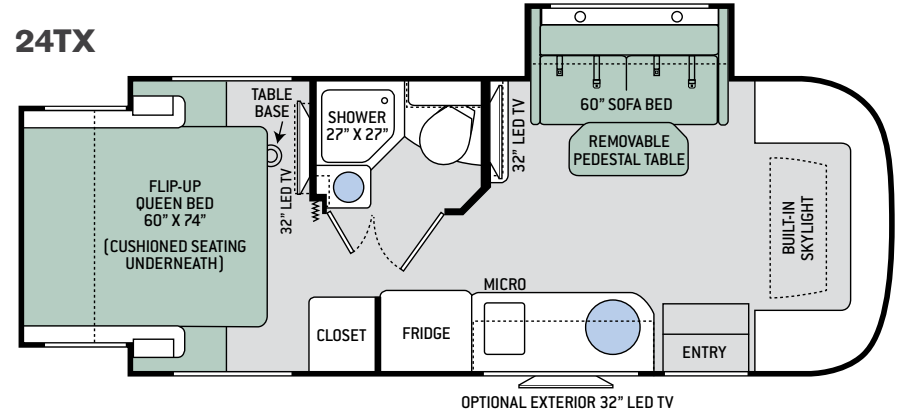 24TX
TABLE
BASE
SHOWER
27" X 27"
32" LED TV
32" LED TV
60" SOFA BED
REMOVABLE
PEDESTAL TABLE
FLIP-UP
QUEEN BED
60" X 74"
(CUSHIONED SEATING
UNDERNEATH)
BUILT-IN
SKYLIGHT
MICRO
CLOSET
FRIDGE
ENTRY
OPTIONAL EXTERIOR 32" LED TV